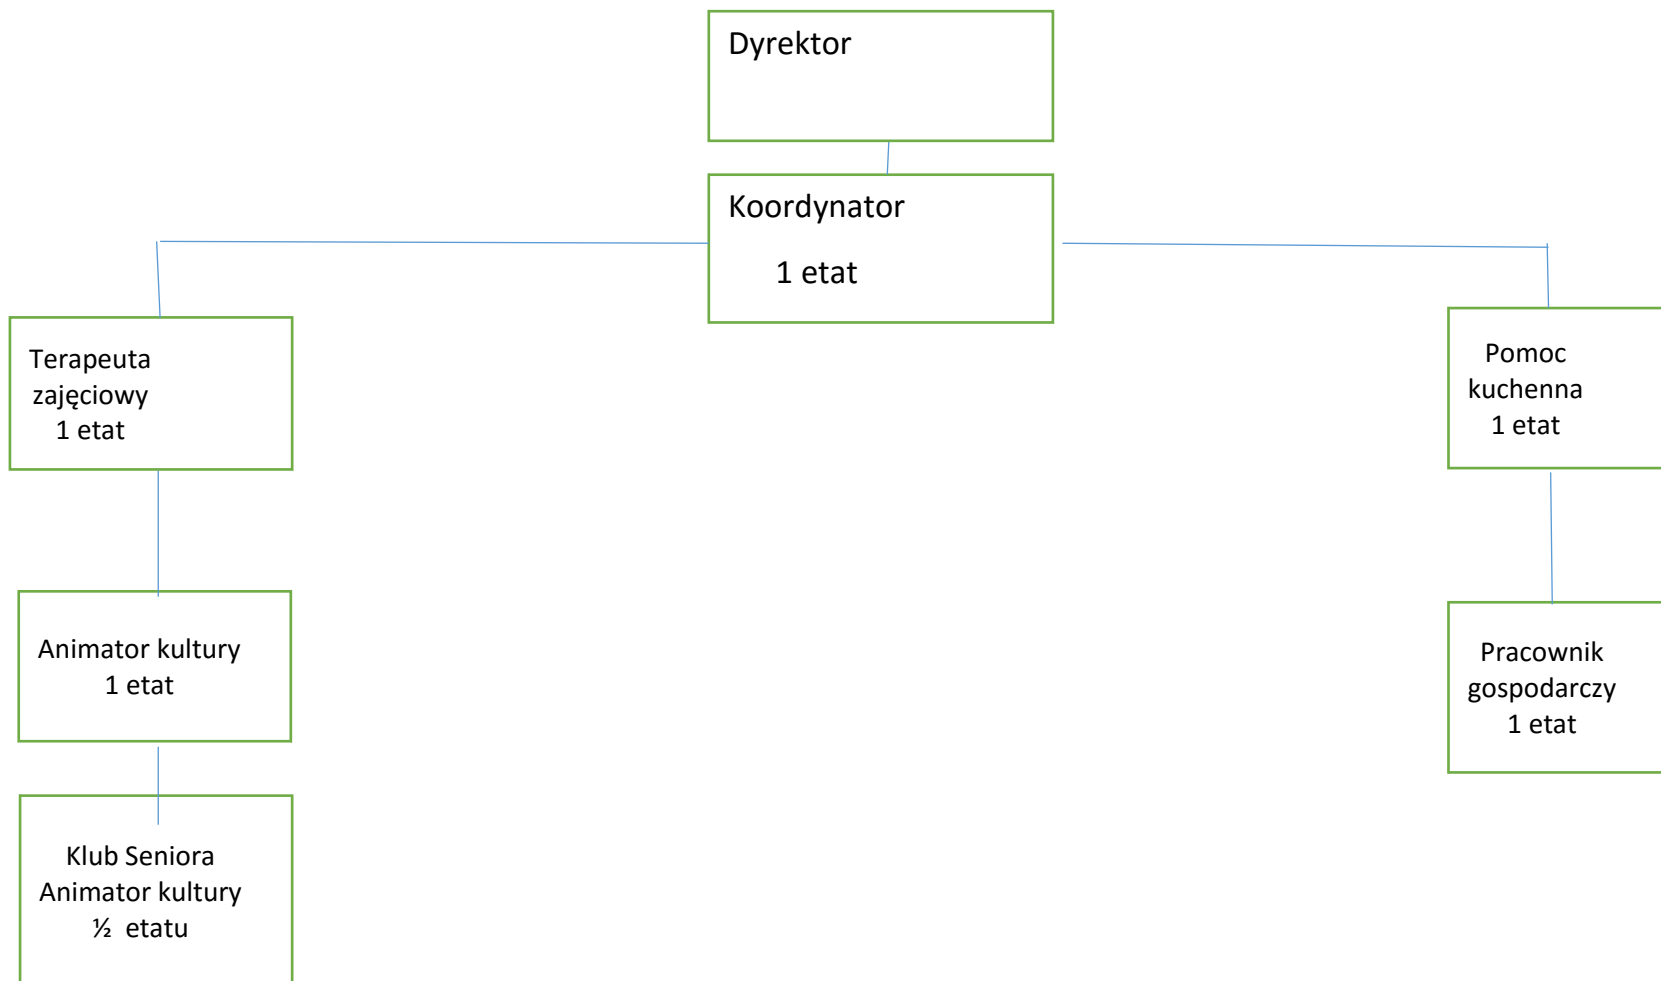 Dyrektor
Koordynator
1 etat
Terapeuta
zajęciowy
1 etat
Pomoc
kuchenna
1 etat
Animator kultury
1 etat
Pracownik
gospodarczy
1 etat
Klub Seniora
Animator kultury
½ etatu